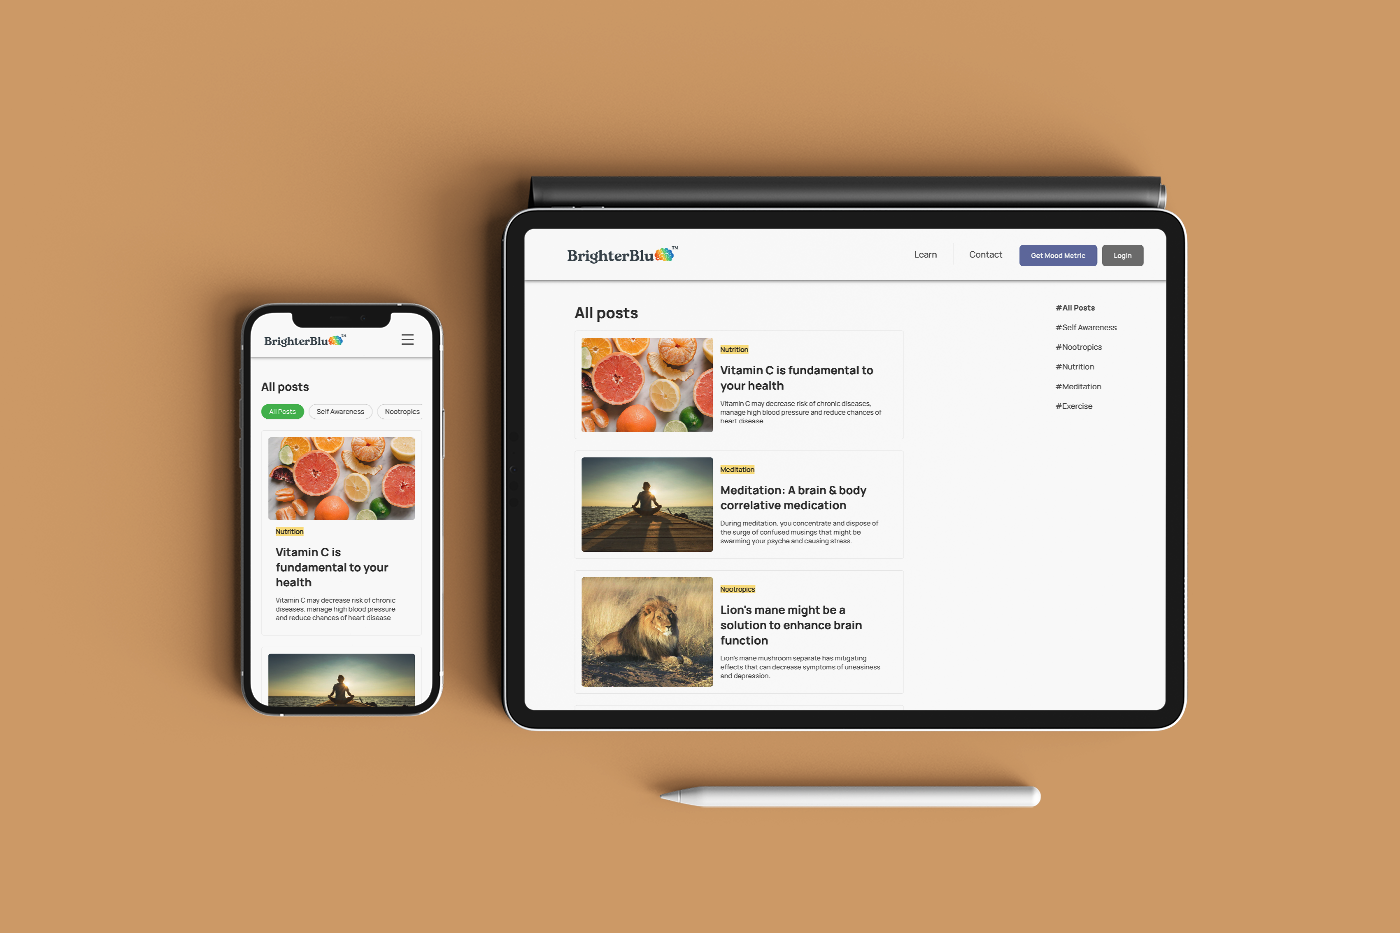 BrighterBlu™
All posts
All Posts Self Awareness Nootropics
Nutrition
Vitamin C is
fundamental to your
health
Vitamin C may decrease risk of chronic
diseases, manage high blood pressure
and reduce chances of heart disease
BrighterBlu™
Learn Contact Get Mood Metric Login
All posts
Nutrition
Vitamin C is fundamental to
your health
Vitamin C may decrease risk of chronic diseases,
manage high blood pressure and reduce chances of
heart disease
Meditation
Meditation: A brain & body
correlative medication
During meditation, you concentrate and dispose of
the surge of confused musings that might be
swarming your psyche and causing stress
Nootropics
Lion's mane might be a
solution to enhance brain
function
Lion's mane mushroom separate has mitigating
effects that can decrease symptoms of uneasiness
and depression.
#All Posts
#Self Awareness
#Nootropics
#Nutrition
#Meditation
#Exercise